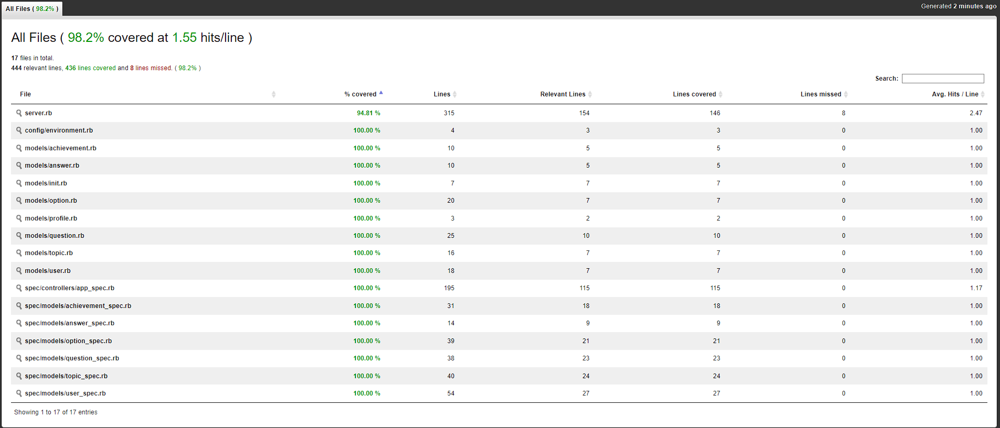 All Files ( 98.2% )
Generated 2 minutes ago
All Files ( 98.2% covered at 1.55 hits/line )
17 files in total.
444 relevant lines, 436 lines covered and 8 lines missed. ( 98.2% )
Search:
File % covered Lines Relevant Lines Lines covered Lines missed Avg. Hits / Line
server.rb 94.81 % 315 154 146 8 2.47
config/environment.rb 100.00 % 4 3 3 0 1.00
models/achievement.rb 100.00 % 10 5 5 0 1.00
models/answer.rb 100.00 % 10 5 5 0 1.00
models/init.rb 100.00 % 7 7 7 0 1.00
models/option.rb 100.00 % 20 7 7 0 1.00
models/profile.rb 100.00 % 3 2 2 0 1.00
models/question.rb 100.00 % 25 10 10 0 1.00
models/topic.rb 100.00 % 16 7 7 0 1.00
models/user.rb 100.00 % 18 7 7 0 1.00
spec/controllers/app_spec.rb 100.00 % 195 115 115 0 1.17
spec/models/achievement_spec.rb 100.00 % 31 18 18 0 1.00
spec/models/answer_spec.rb 100.00 % 14 9 9 0 1.00
spec/models/option_spec.rb 100.00 % 39 21 21 0 1.00
spec/models/question_spec.rb 100.00 % 38 23 23 0 1.00
spec/models/topic_spec.rb 100.00 % 40 24 24 0 1.00
spec/models/user_spec.rb 100.00 % 54 27 27 0 1.00
Showing 1 to 17 of 17 entries